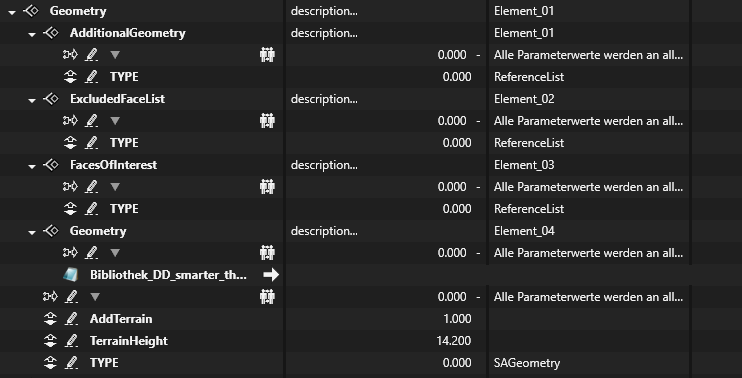 Geometry description... Element_01
AdditionalGeometry description... Element_01
0.000 - Alle Parameterwerte werden an all...
TYPE 0.000 ReferenceList
ExcludedFaceList description... Element_02
0.000 - Alle Parameterwerte werden an all...
TYPE 0.000 ReferenceList
FacesOfInterest description... Element_03
0.000 - Alle Parameterwerte werden an all...
TYPE 0.000 ReferenceList
Geometry description... Element_04
0.000 - Alle Parameterwerte werden an all...
Bibliothek_DD_smarter_th...
0.000 - Alle Parameterwerte werden an all...
AddTerrain 1.000
TerrainHeight 14.200
TYPE 0.000 SAGeometry